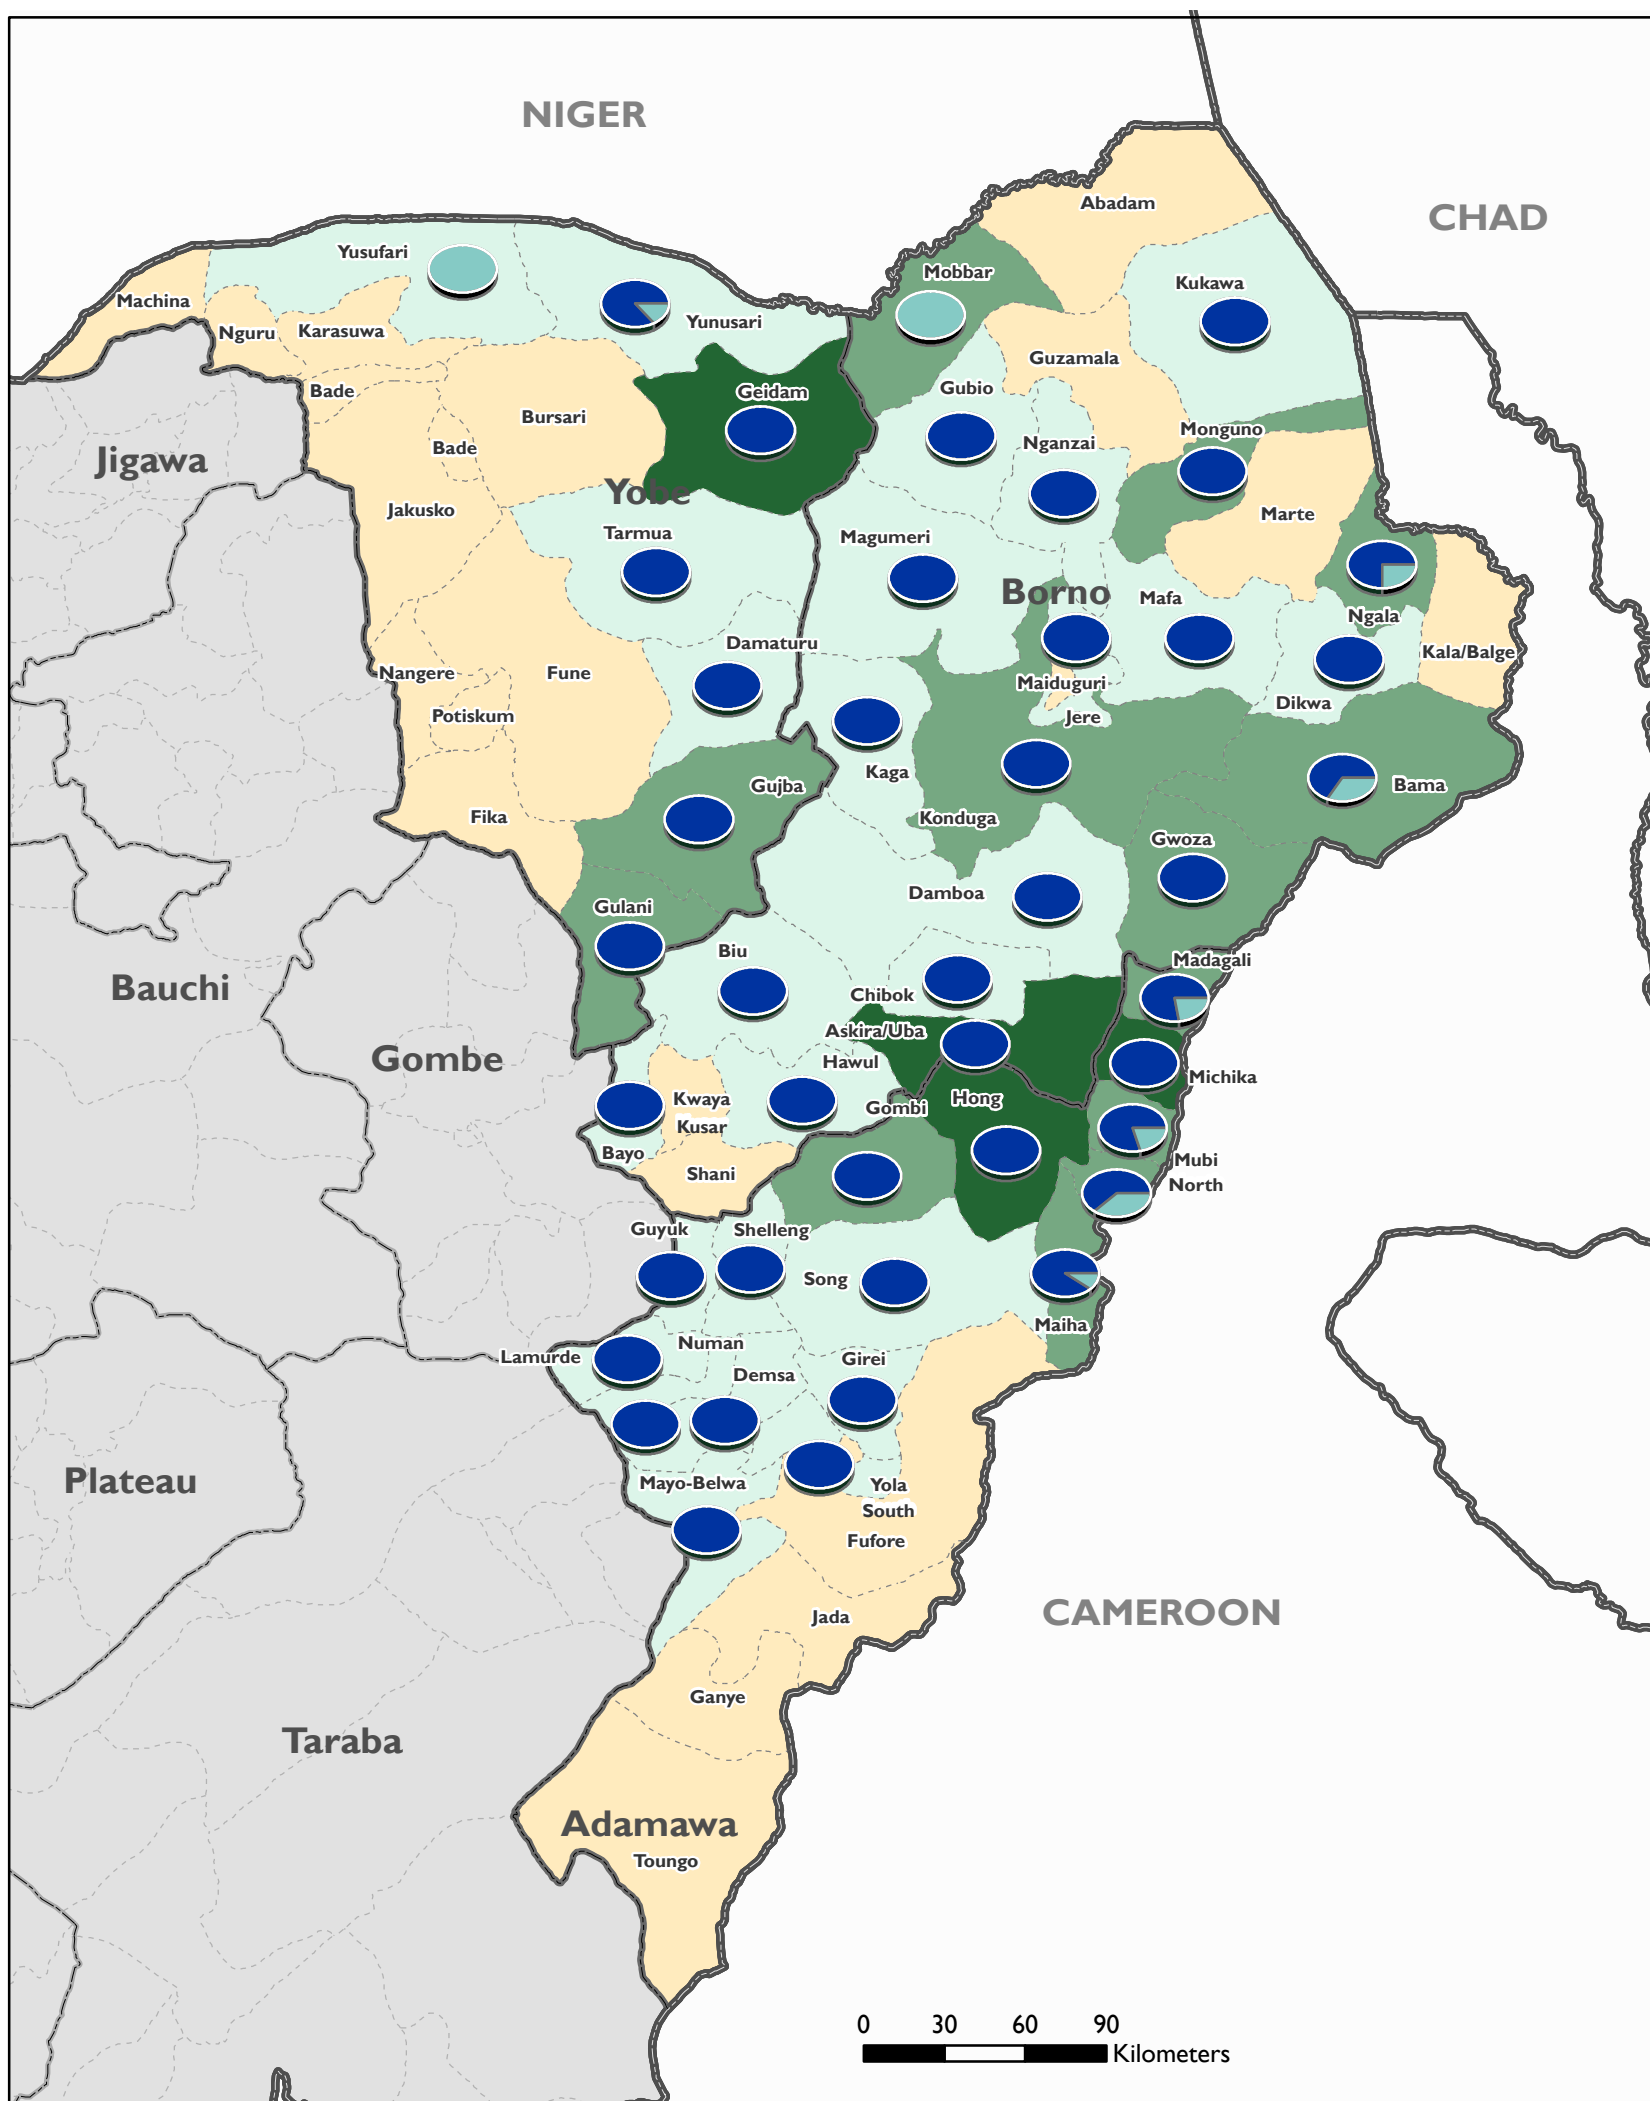 NIGER
CHAD
Abadam
Yusufari
Mobbar
Kukawa
Machina
Nguru
Karasuwa
Yunusari
Guzamala
Bade
Geidam
Gubio
Bursari
Monguno
Nganzai
Jigawa
Bade
Yobe
Jakusko
Marte
Tarmua
Magumeri
Borno
Mafa
Ngala
Damaturu
Kala/Balge
Nangere
Fune
Maiduguri
Dikwa
Potiskum
Jere
Kaga
Gujba
Bama
Fika
Konduga
Gwoza
Damboa
Gulani
Biu
Madagali
Bauchi
Chibok
Askira/Uba
Gombe
Hawul
Michika
Kwaya
Kusar
Gombi
Hong
Bayo
Mubi
North
Shani
Guyuk
Shelleng
Song
Maiha
Numan
Lamurde
Girei
Demsa
Plateau
Mayo-Belwa
Yola
South
Fufore
CAMEROON
Jada
Ganye
Taraba
Adamawa
Toungo
0 30 60 90
Kilometers